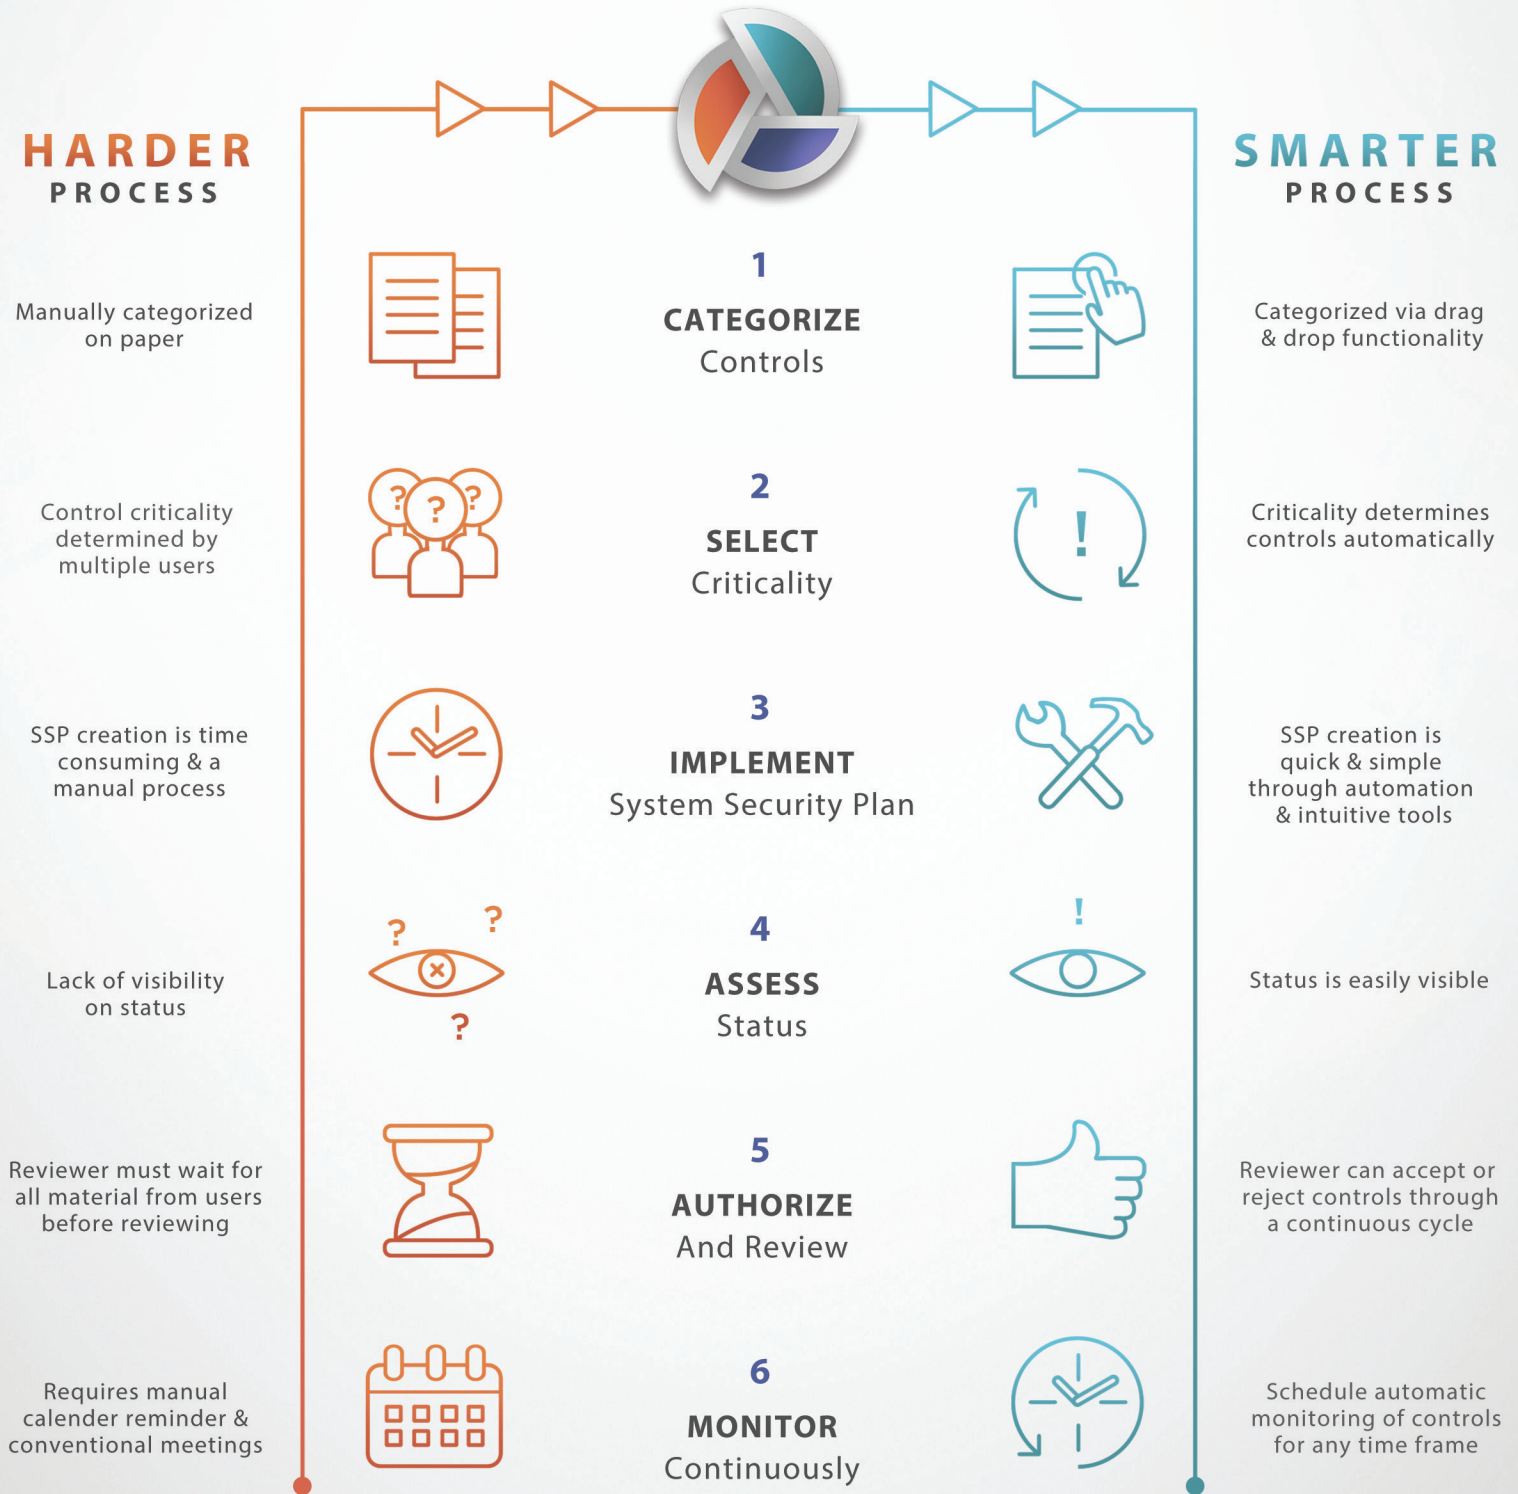 HARDER
PROCESS
SMARTER
PROCESS
Manually categorized
on paper
1
CATEGORIZE
Controls
Categorized via drag
& drop functionality
Control criticality
determined by
multiple users
? ? ?
2
SELECT
Criticality
!
Criticality determines
controls automatically
SSP creation is time
consuming & a
manual process
3
IMPLEMENT
System Security Plan
SSP creation is
quick & simple
through automation
& intuitive tools
Lack of visibility
on status
? ?
?
4
ASSESS
Status
!
Status is easily visible
Reviewer must wait for
all material from users
before reviewing
5
AUTHORIZE
And Review
Reviewer can accept or
reject controls through
a continuous cycle
Requires manual
calender reminder &
conventional meetings
6
MONITOR
Continuously
Schedule automatic
monitoring of controls
for any time frame